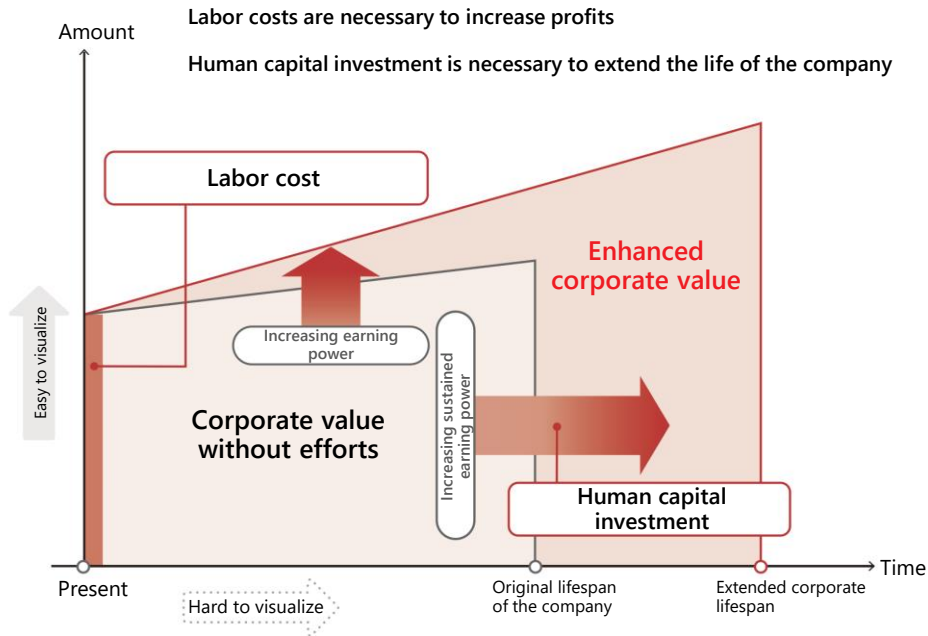 Labor costs are necessary to increase profits
Amount
Human capital investment is necessary to extend the life of the company
Labor cost
Enhanced
corporate value
Easy to visualize
Increasing earning
power
Increasing sustained
earning power
Corporate value
without efforts
Human capital
investment
Time
Present
Hard to visualize
Original lifespan
of the company
Extended corporate
lifespan